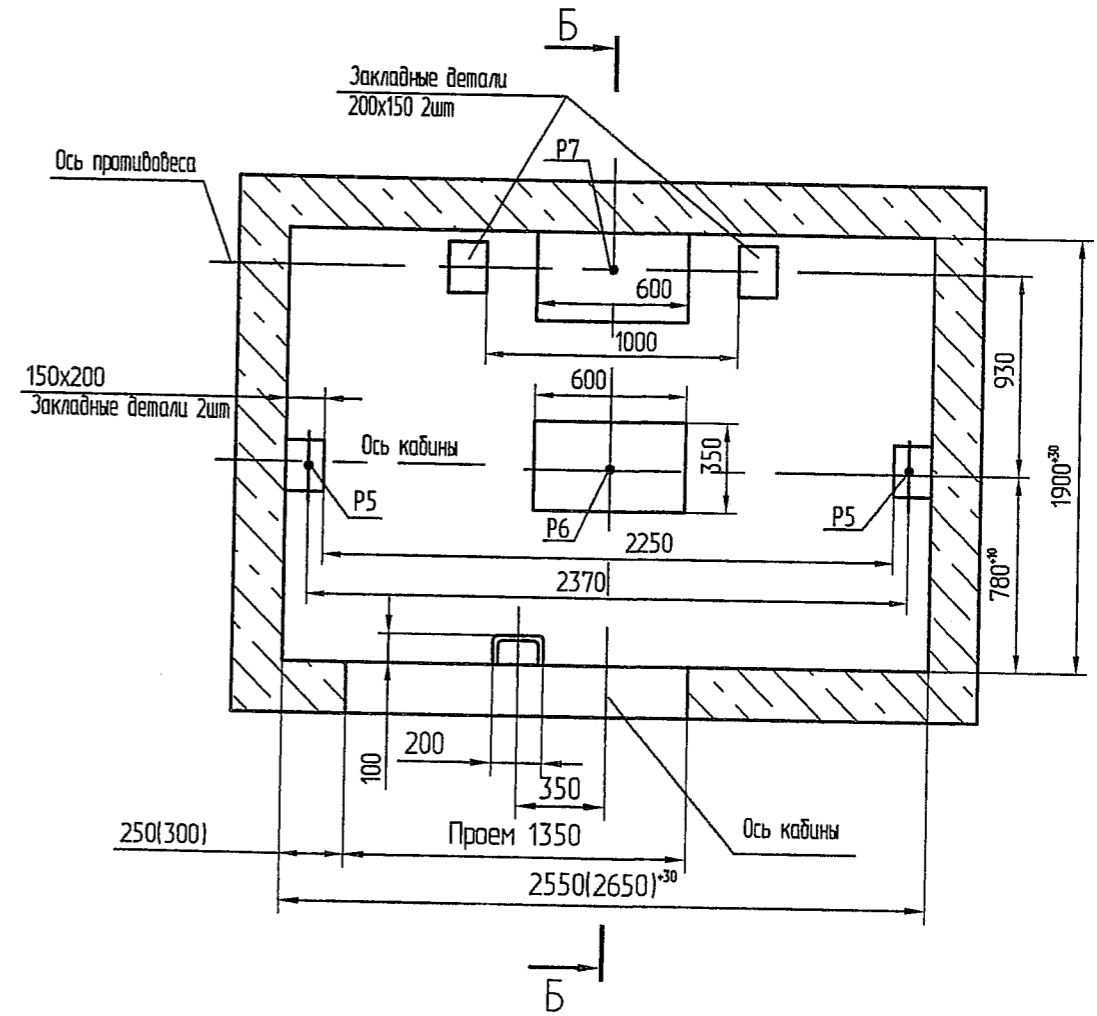 Б
Закладные детали
200х150 2шт
Р7
Ось противовеса
600
1000
930
150х200
Закладные детали 2шт
600
Ось кабины
350
1900+30
Р5
Р6
Р5
2250
780+10
2370
100
200
350
250(300)
Проем 1350
Ось кабины
2550(2650)+30
Б